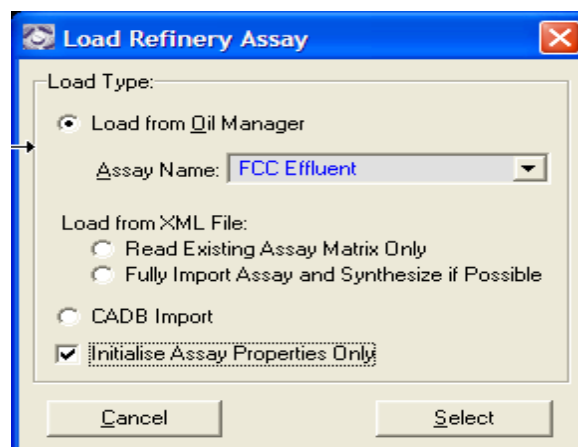 Load Refinery Assay
Load Type:
Load from Oil Manager
Assay Name: FCC Effluent
Load from XML File:
Read Existing Assay Matrix Only
Fully Import Assay and Synthesize if Possible
CADB Import
Initialise Assay Properties Only
Cancel Select